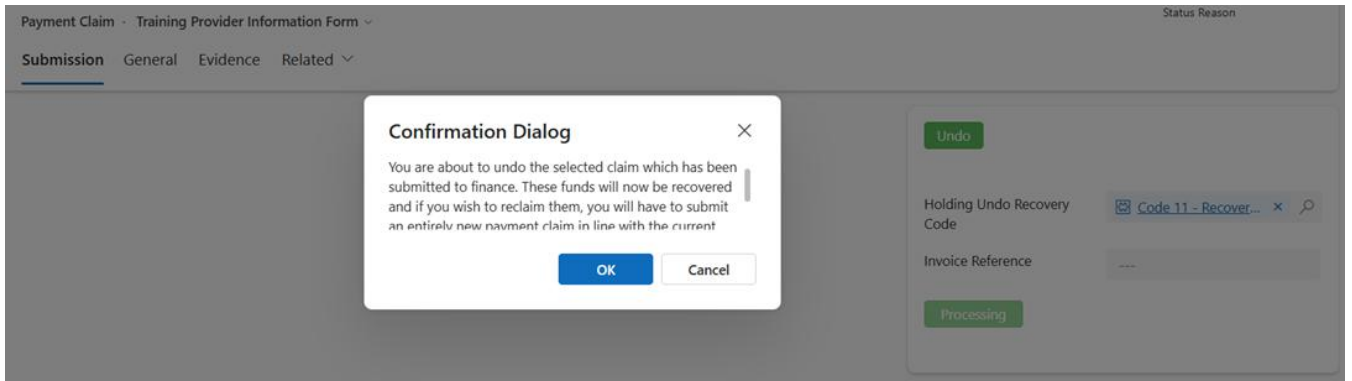 Status Reason
Payment Claim · Training Provider Information Form
Submission General Evidence Related
Confirmation Dialog
You are about to undo the selected claim which has been
submitted to finance. These funds will now be recovered
and if you wish to reclaim them, you will have to submit
an entirely new payment claim in line with the current
OK Cancel
Undo
Holding Undo Recovery
Code
Code 11 - Recover...
Invoice Reference
---
Processing